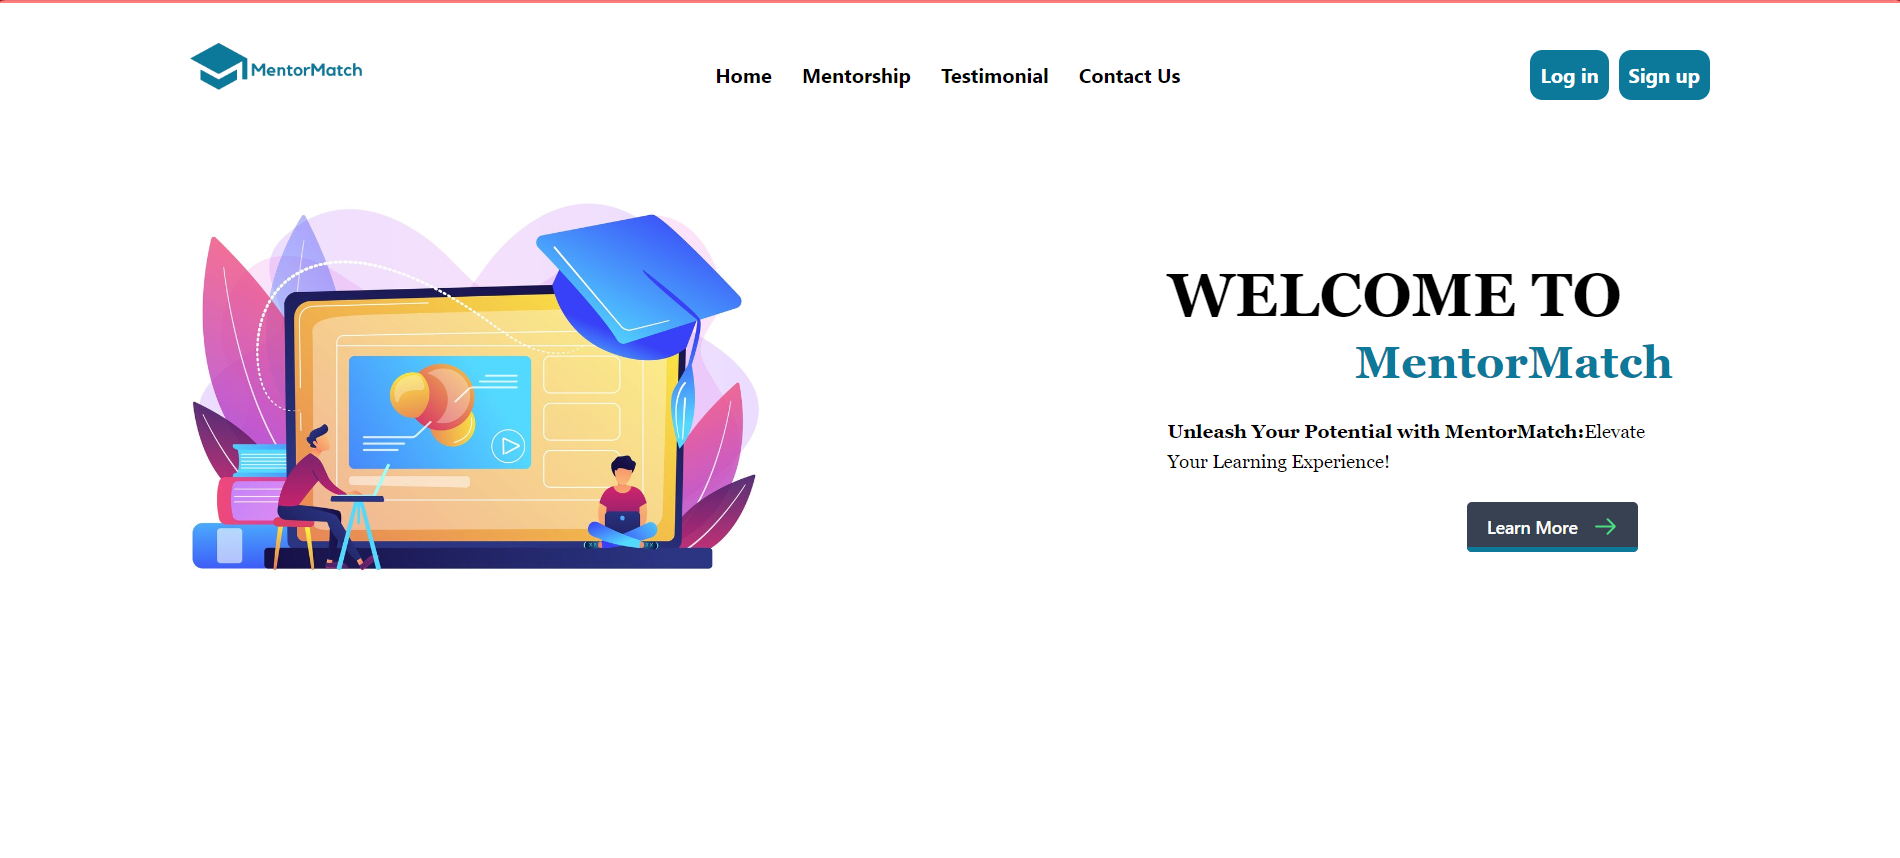 MentorMatch
Home Mentorship Testimonial Contact Us
Log in Sign up
WELCOME TO
MentorMatch
Unleash Your Potential with MentorMatch:Elevate
Your Learning Experience!
Learn More